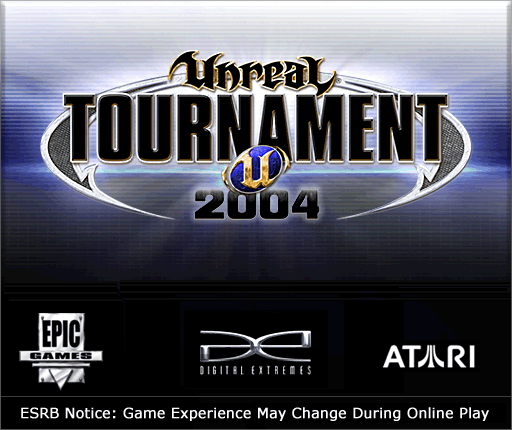 UnreaL
TOURNAMENT
U
2004
EPIC
GAMES
DIGITAL EXTREMES
ATARI
ESRB Notice: Game Experience May Change During Online Play